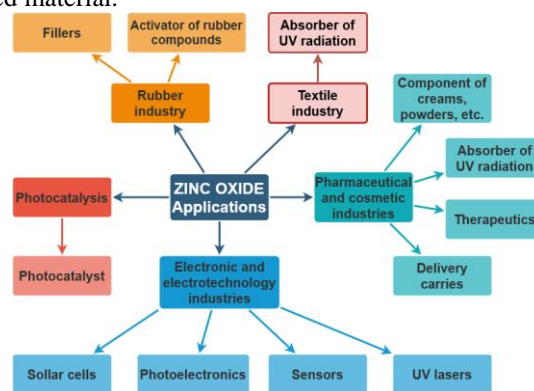 ed material.
Fillers
Activator of rubber
compounds
Absorber of
UV radiation
Rubber
industry
Textile
industry
Component of
creams,
powders, etc.
Absorber of
UV radiation
Photocatalysis
ZINC OXIDE
Applications
Pharmaceutical
and cosmetic
industries
Therapeutics
Photocatalyst
Electronic and
electrotechnology
industries
Delivery
carries
Sollar cells
Photoelectronics
Sensors
UV lasers